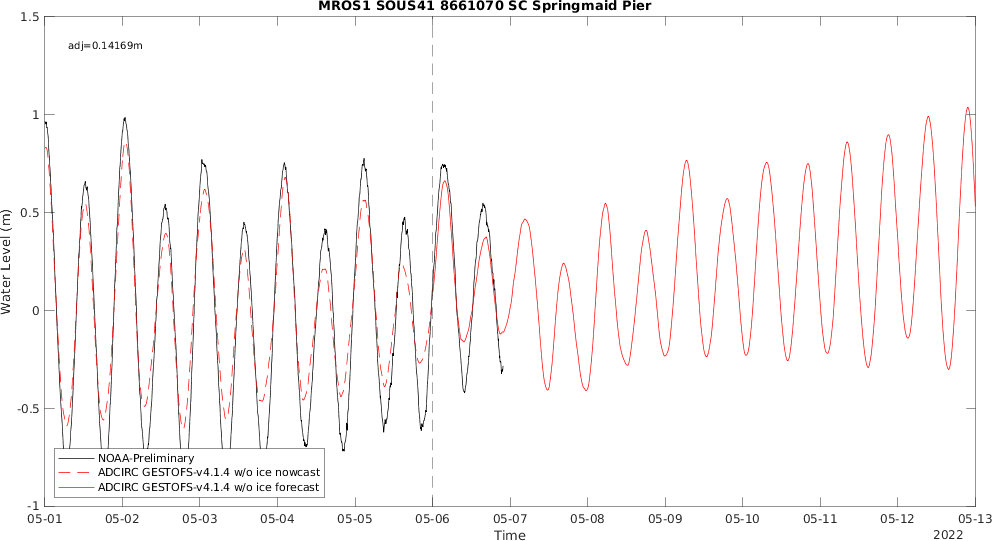 MROS1 SOUS41 8661070 SC Springmaid Pier
adj=0.14169m
1.5
1
0.5
0
-0.5
-1
Water Level (m)
NOAA-Preliminary
ADCIRC GESTOFS-v4.1.4 w/o ice nowcast
ADCIRC GESTOFS-v4.1.4 w/o ice forecast
05-01 05-02 05-03 05-04 05-05 05-06 05-07 05-08 05-09 05-10 05-11 05-12 05-13
Time
2022